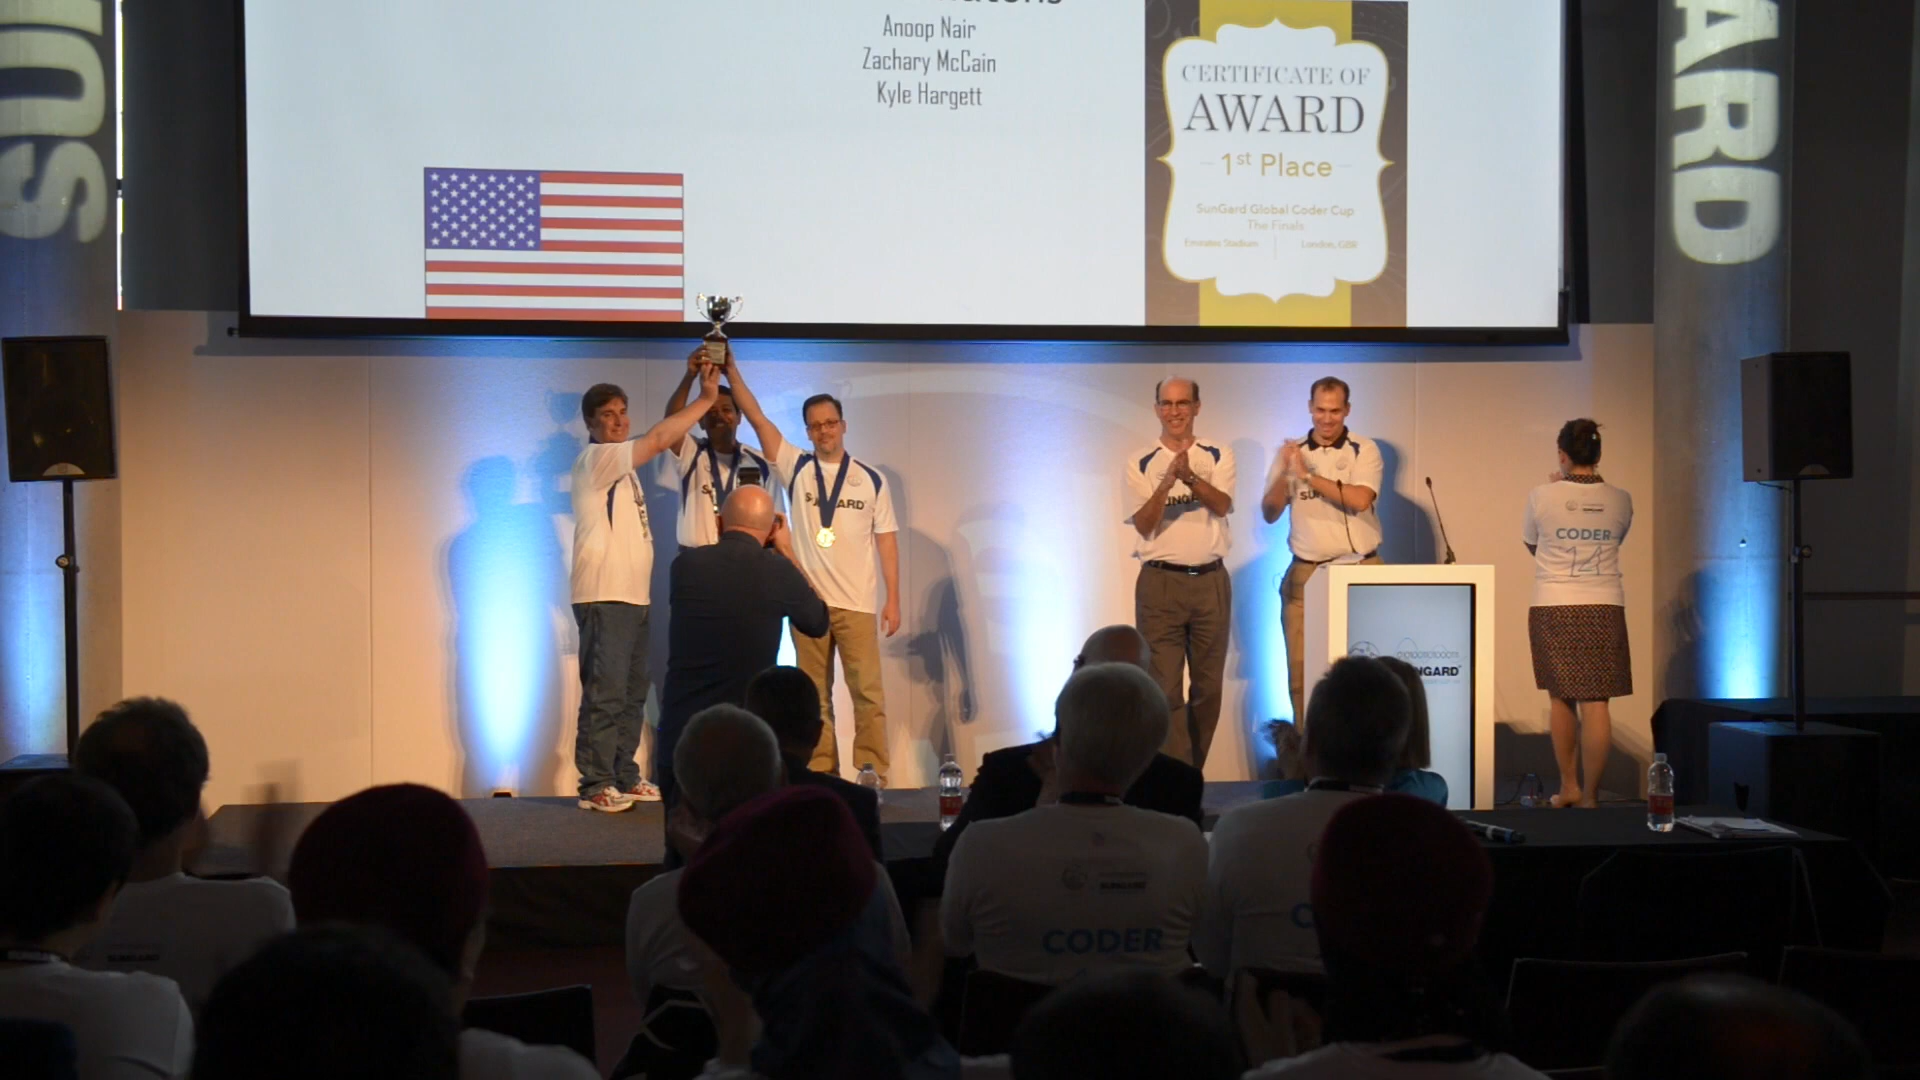 Anoop Nair
Zachary McCain
Kyle Hargett
CERTIFICATE OF
AWARD
1st Place
SunGard Global Coder Cup
The Finals
Emirates Stadium
London, GBR
ARD
CODER
14
CODER
SUNGARD